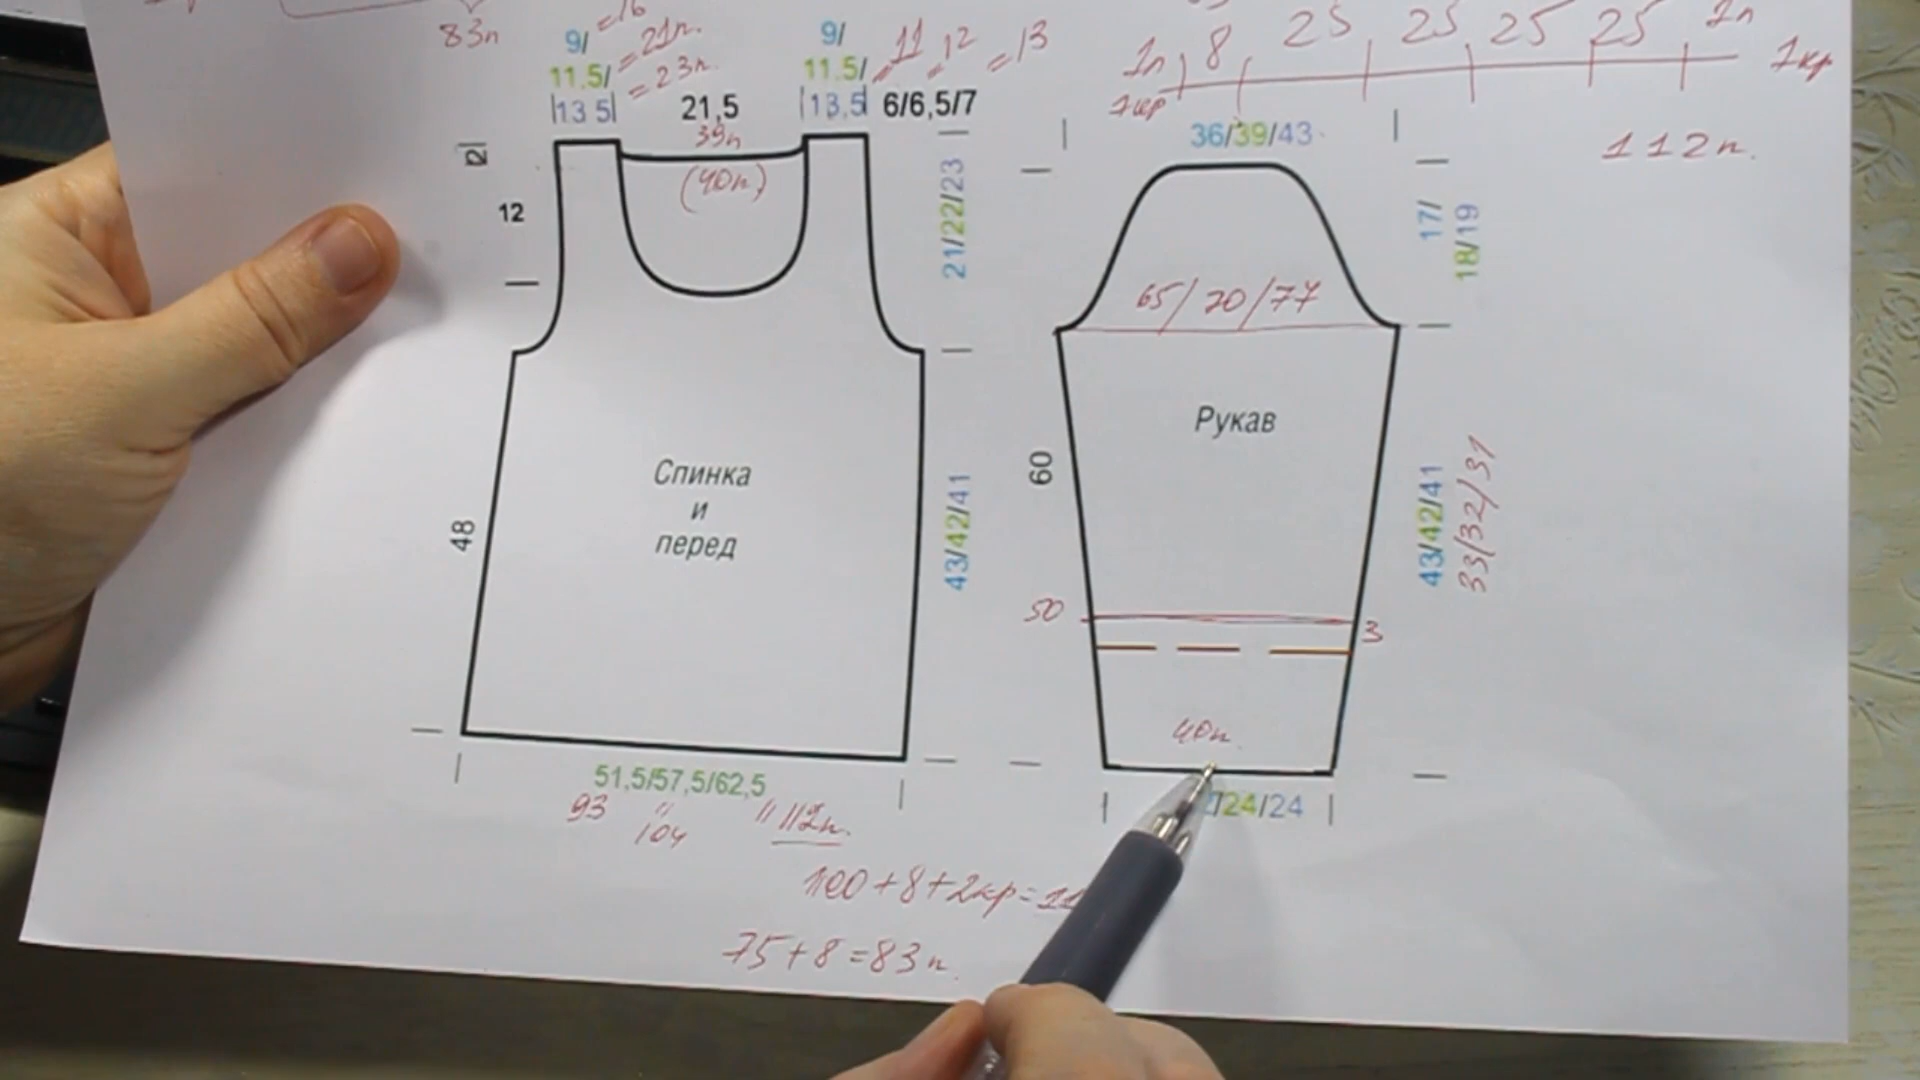 83п
9/ =16
11.5/ =21п.
|13 5| =23п.
21,5
39п
(40п)
9/
11.5/
|13,5|
=11 =12 =13
6/6,5/7
1п 8 25 25 25 25 1п
1кр
1кр
112п.
2
12
48
21/22/23
43/42/41
Спинка
и
перед
51,5/57,5/62,5
93 " 104 " 112п.
100+8+2кр=11
75+8=83п.
36/39/43
17/
18/19
65/70/77
Рукав
60
43/42/41
33/32/31
50
3
40п.
/24/24